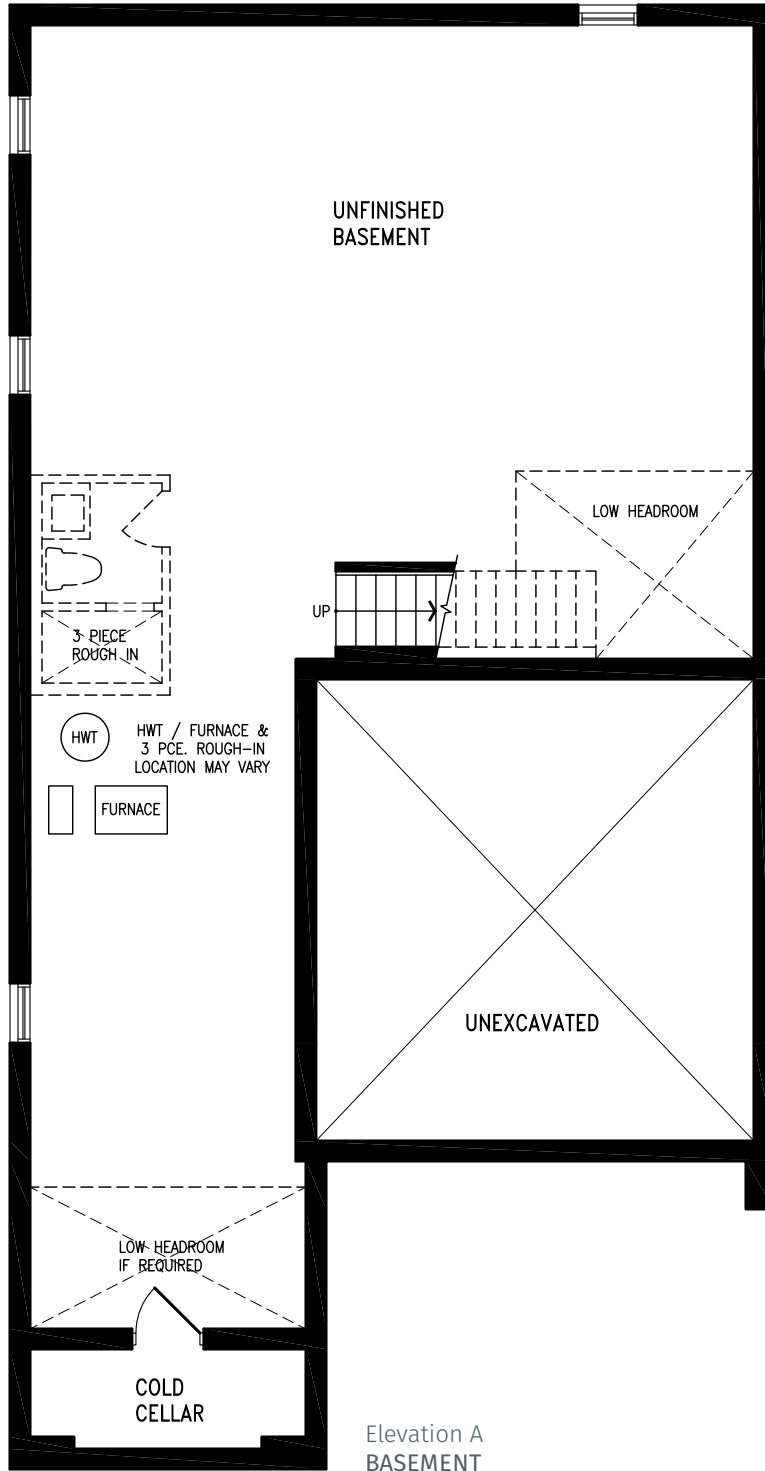 UNFINISHED
BASEMENT
LOW HEADROOM
UP
3 PIECE
ROUGH IN
HWT
HWT / FURNACE &
3 PCE. ROUGH-IN
LOCATION MAY VARY
FURNACE
UNEXCAVATED
LOW HEADROOM
IF REQUIRED
COLD
CELLAR
Elevation A
BASEMENT